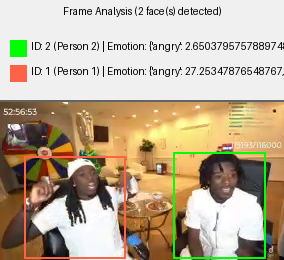 Frame Analysis (2 face(s) detected)
ID: 2 (Person 2) | Emotion: {'angry': 2.650379575788974
ID: 1 (Person 1) | Emotion: {'angry': 27.25347876548767,
52:56:53